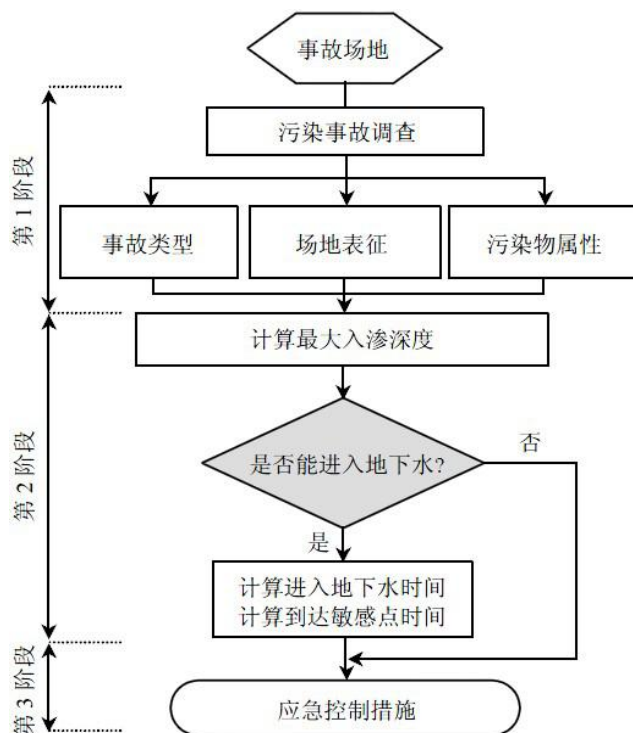 事故场地
第1阶段
污染事故调查
事故类型
场地表征
污染物属性
第2阶段
计算最大入渗深度
是否能进入地下水?
否
是
计算进入地下水时间
计算到达敏感点时间
第3阶段
应急控制措施